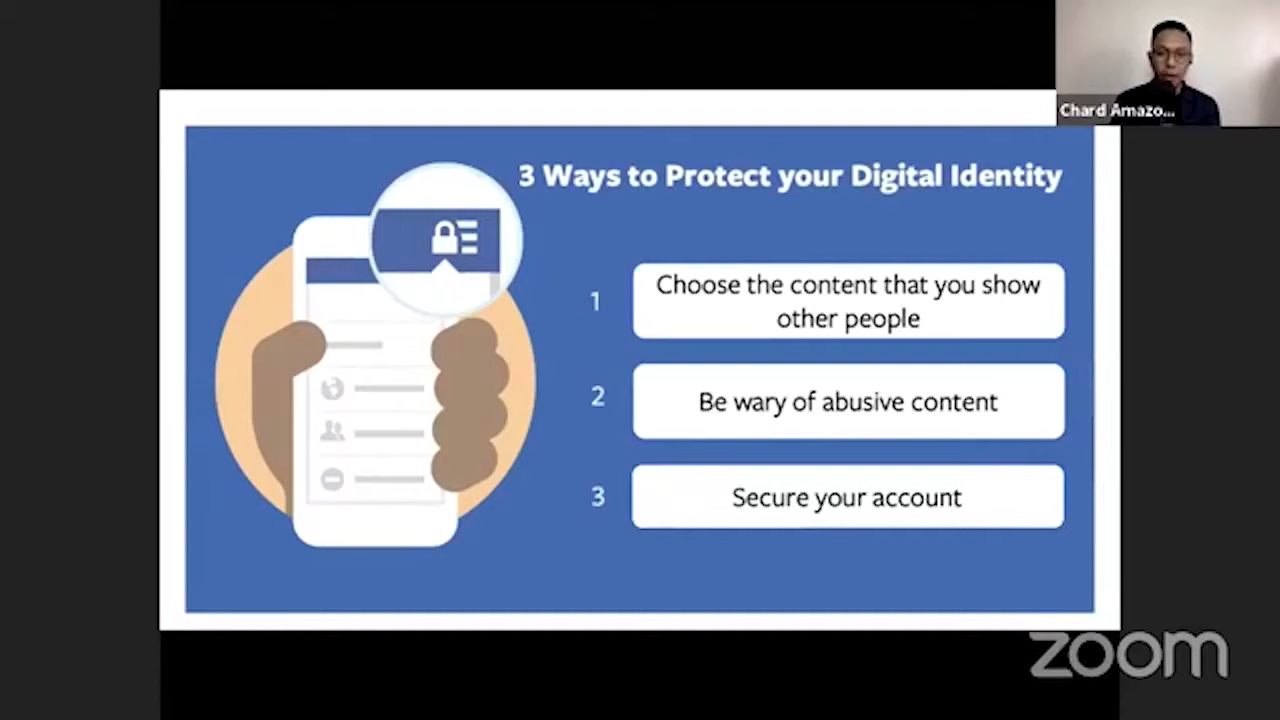 Chard Amazo...
3 Ways to Protect your Digital Identity
1
Choose the content that you show
other people
2
Be wary of abusive content
3
Secure your account
zoom